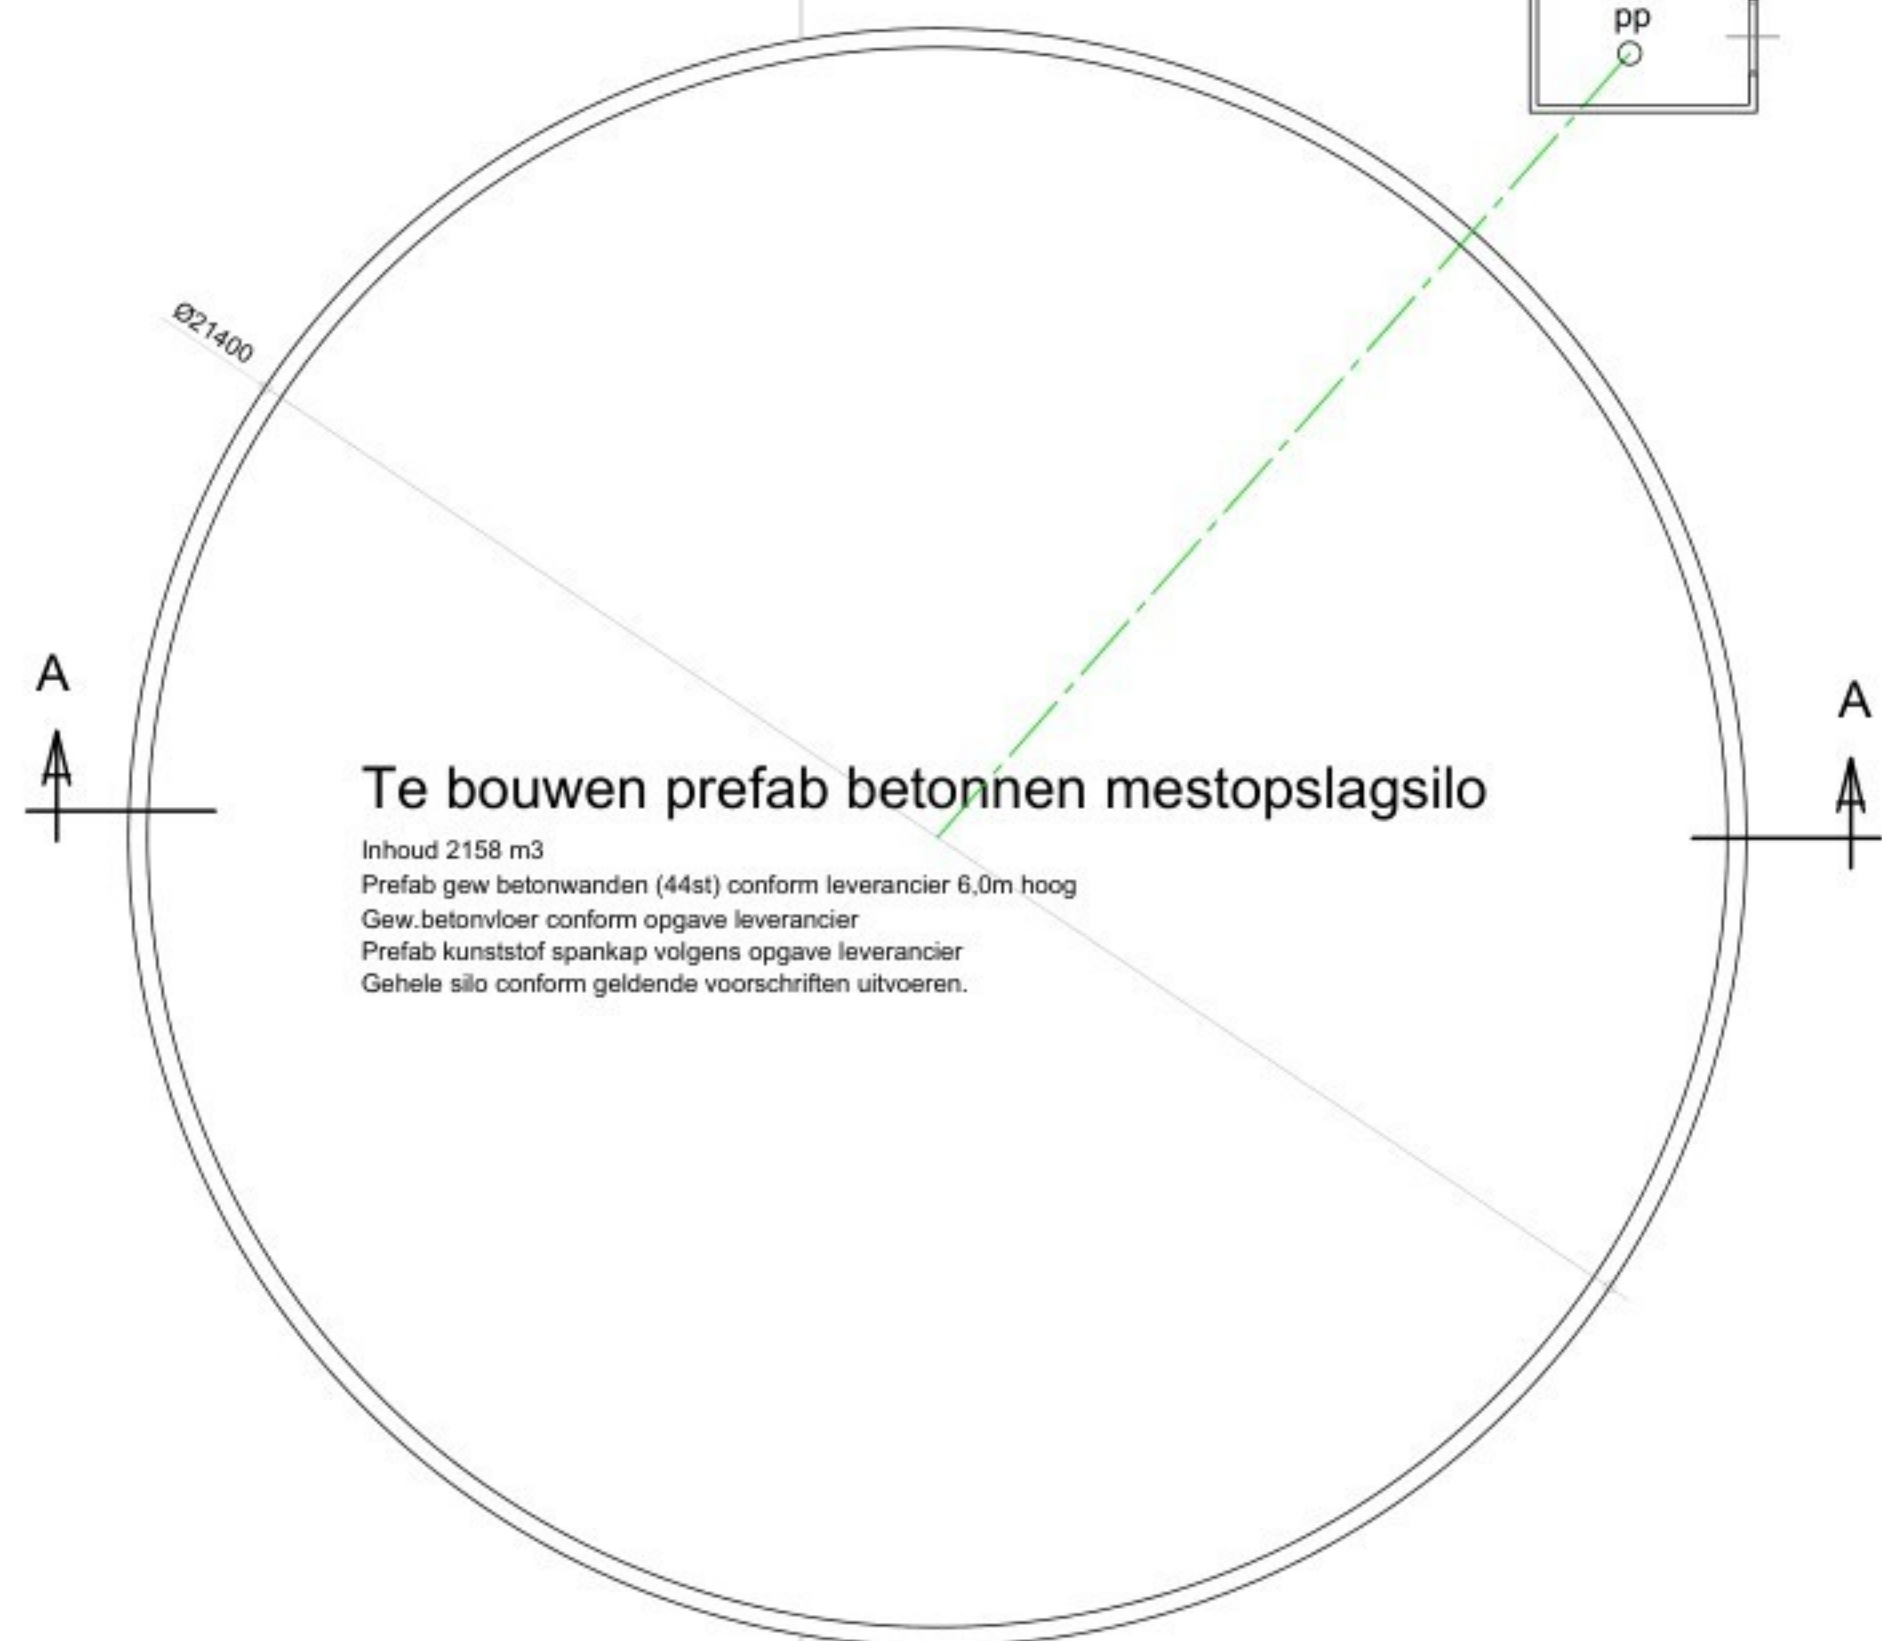 pp
Ø21400
A
A
Te bouwen prefab betonnen mestopslagsilo
Inhoud 2158 m3
Prefab gew betonwanden (44st) conform leverancier 6,0m hoog
Gew.betonvloer conform opgave leverancier
Prefab kunststof spankap volgens opgave leverancier
Gehele silo conform geldende voorschriften uitvoeren.